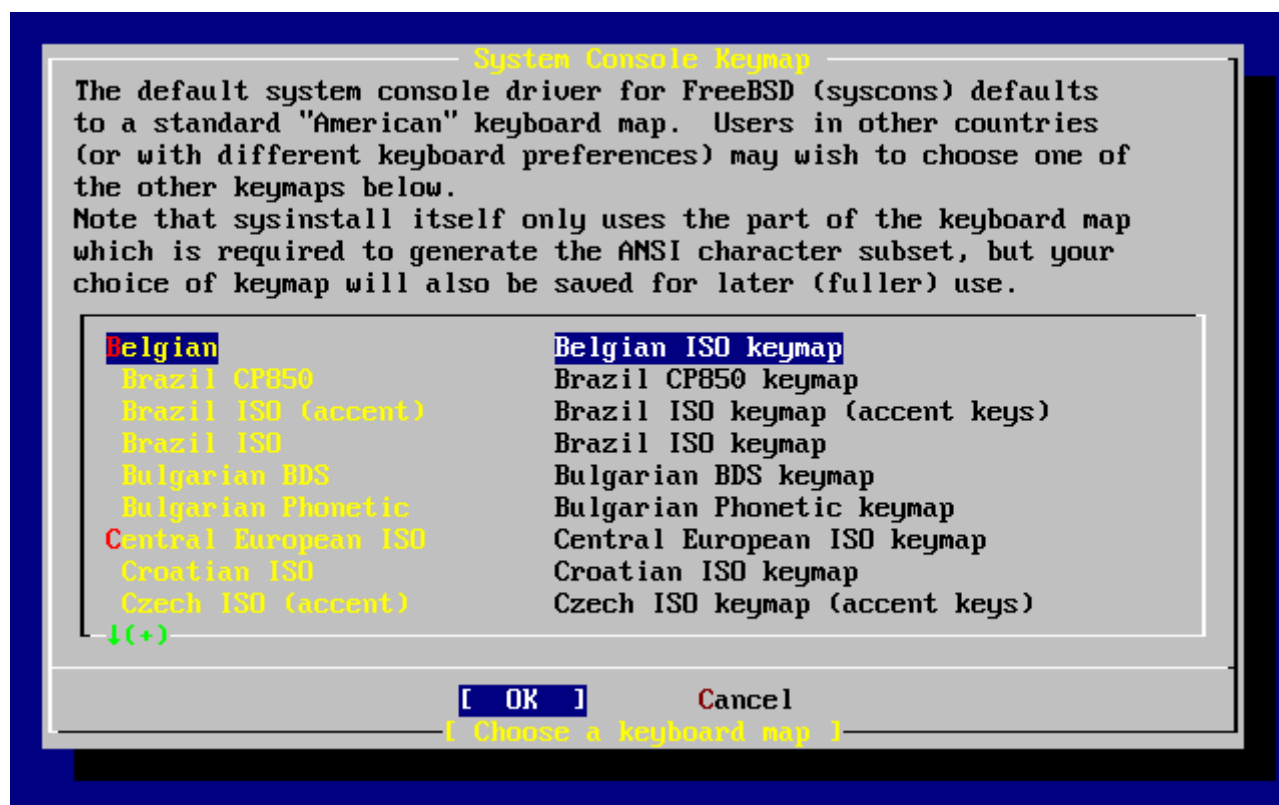 System Console Keymap
The default system console driver for FreeBSD (syscons) defaults
to a standard "American" keyboard map.  Users in other countries
(or with different keyboard preferences) may wish to choose one of
the other keymaps below.
Note that sysinstall itself only uses the part of the keyboard map
which is required to generate the ANSI character subset, but your
choice of keymap will also be saved for later (fuller) use.
Belgian Belgian ISO keymap
Brazil CP850 Brazil CP850 keymap
Brazil ISO (accent) Brazil ISO keymap (accent keys)
Brazil ISO Brazil ISO keymap
Bulgarian BDS Bulgarian BDS keymap
Bulgarian Phonetic Bulgarian Phonetic keymap
Central European ISO Central European ISO keymap
Croatian ISO Croatian ISO keymap
Czech ISO (accent) Czech ISO keymap (accent keys)
↓(+)
[ OK ] Cancel
[ Choose a keyboard map ]